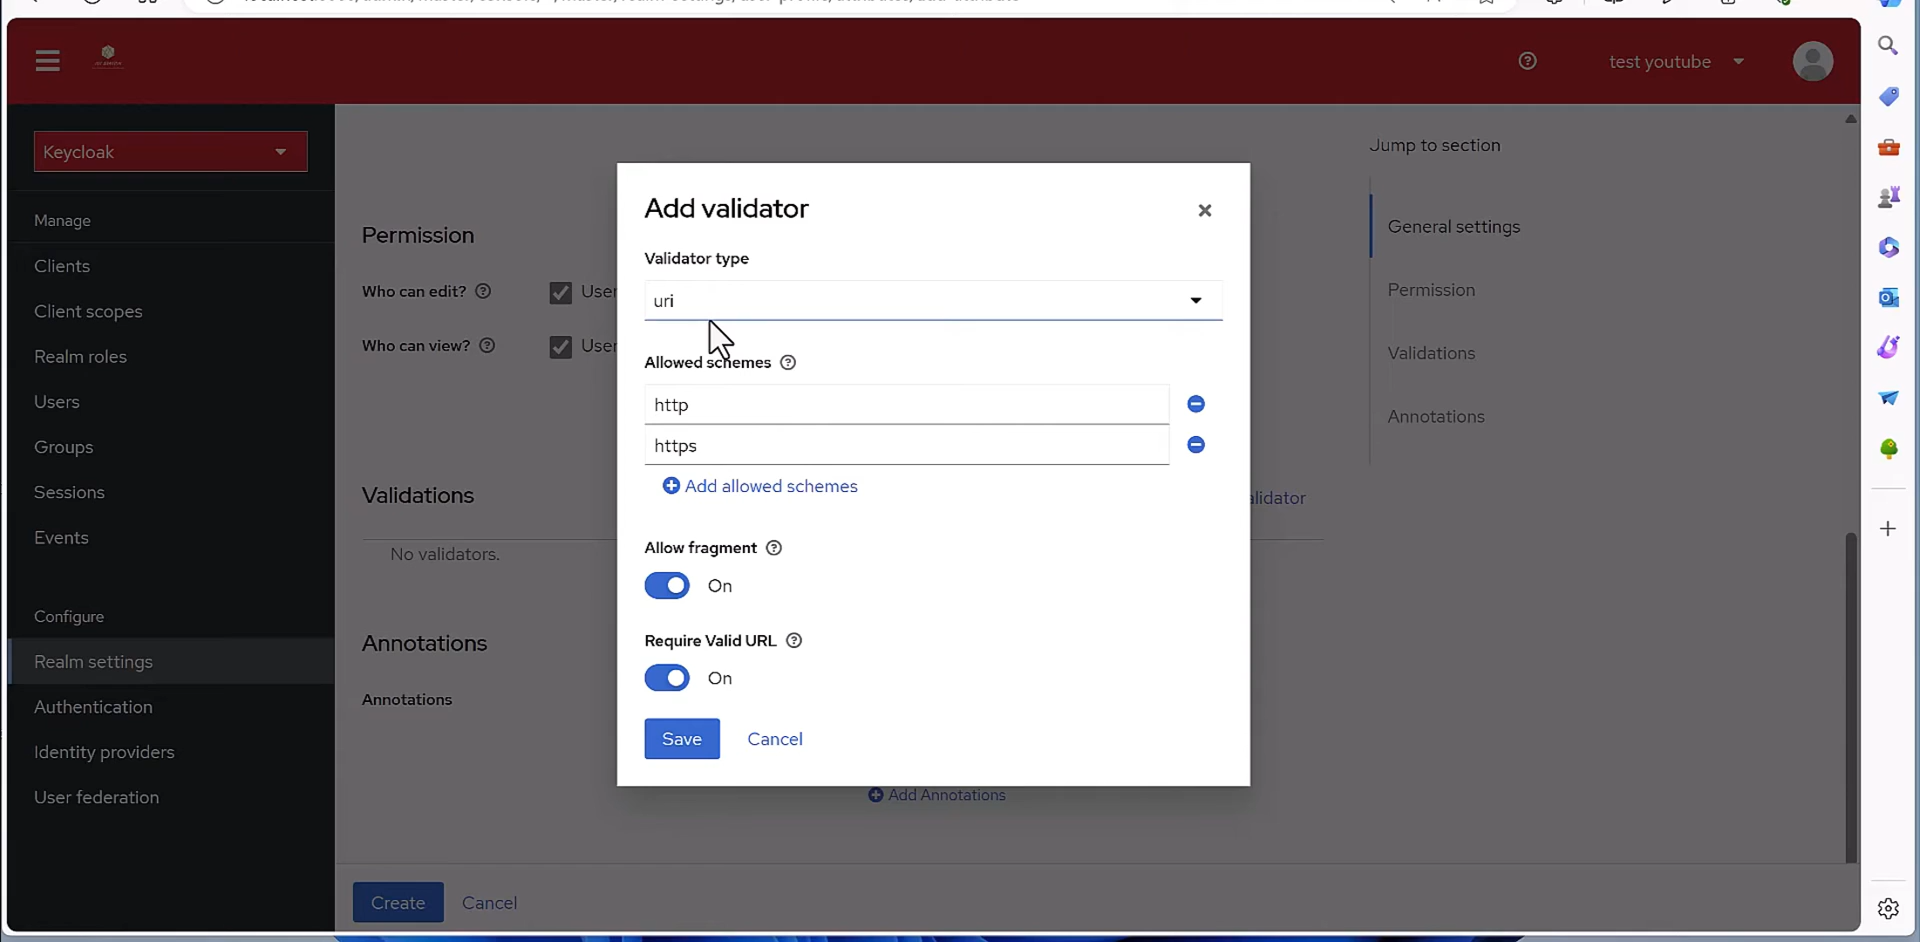 test youtube
Keycloak
Manage
Clients
Client scopes
Realm roles
Users
Groups
Sessions
Events
Configure
Realm settings
Authentication
Identity providers
User federation
Permission
Who can edit?
User
Who can view?
User
Validations
alidator
No validators.
Annotations
Annotations
Add Annotations
Create
Cancel
Add validator
Validator type
uri
Allowed schemes
http
https
Add allowed schemes
Allow fragment
On
Require Valid URL
On
Save
Cancel
Jump to section
General settings
Permission
Validations
Annotations